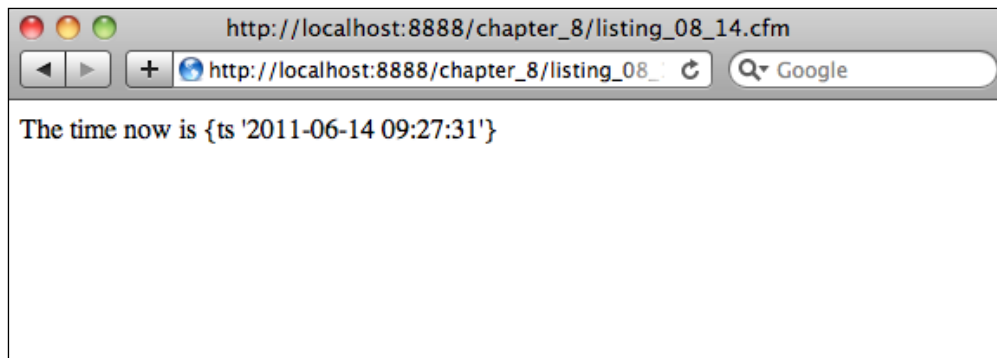 http://localhost:8888/chapter_8/listing_08_14.cfm
http://localhost:8888/chapter_8/listing_08_
Google
The time now is {ts '2011-06-14 09:27:31'}